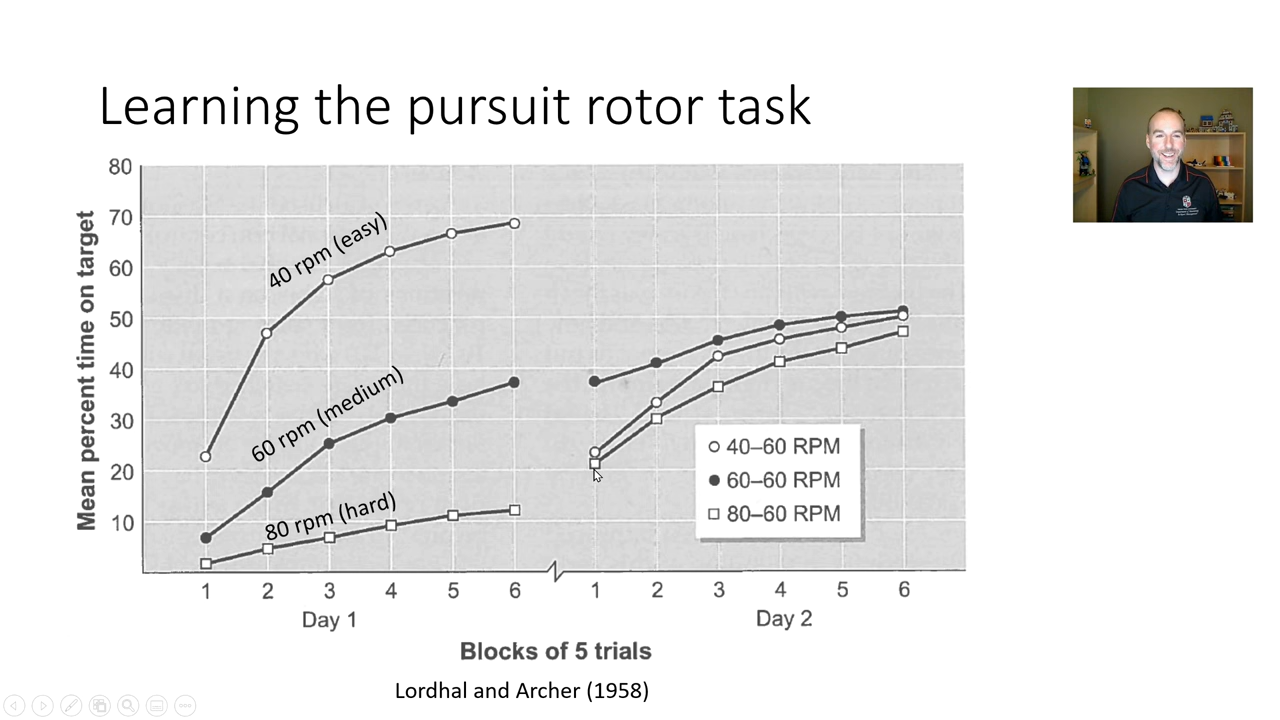 Learning the pursuit rotor task
80
70
60
50
40
30
20
10
Mean percent time on target
40 rpm (easy)
60 rpm (medium)
80 rpm (hard)
40–60 RPM
60–60 RPM
80–60 RPM
1 2 3 4 5 6 1 2 3 4 5 6
Day 1 Day 2
Blocks of 5 trials
Lordhal and Archer (1958)